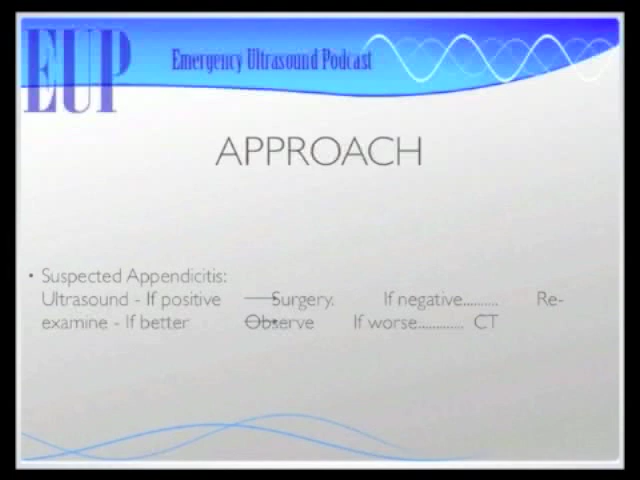 EUP
Emergency Ultrasound Podcast
APPROACH
• Suspected Appendicitis:
Ultrasound - If positive Surgery. If negative.......... Re-
examine - If better Observe If worse............. CT